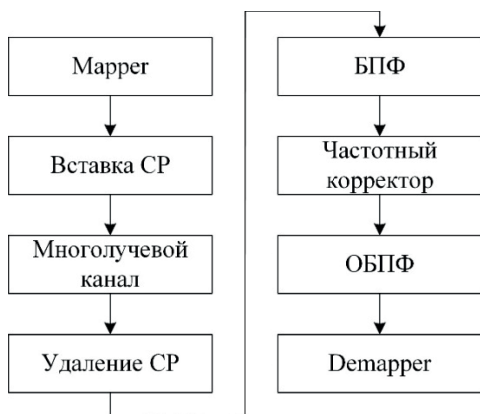 Mapper
Вставка CP
Многолучевой
канал
Удаление CP
БПФ
Частотный
корректор
ОБПФ
Demapper